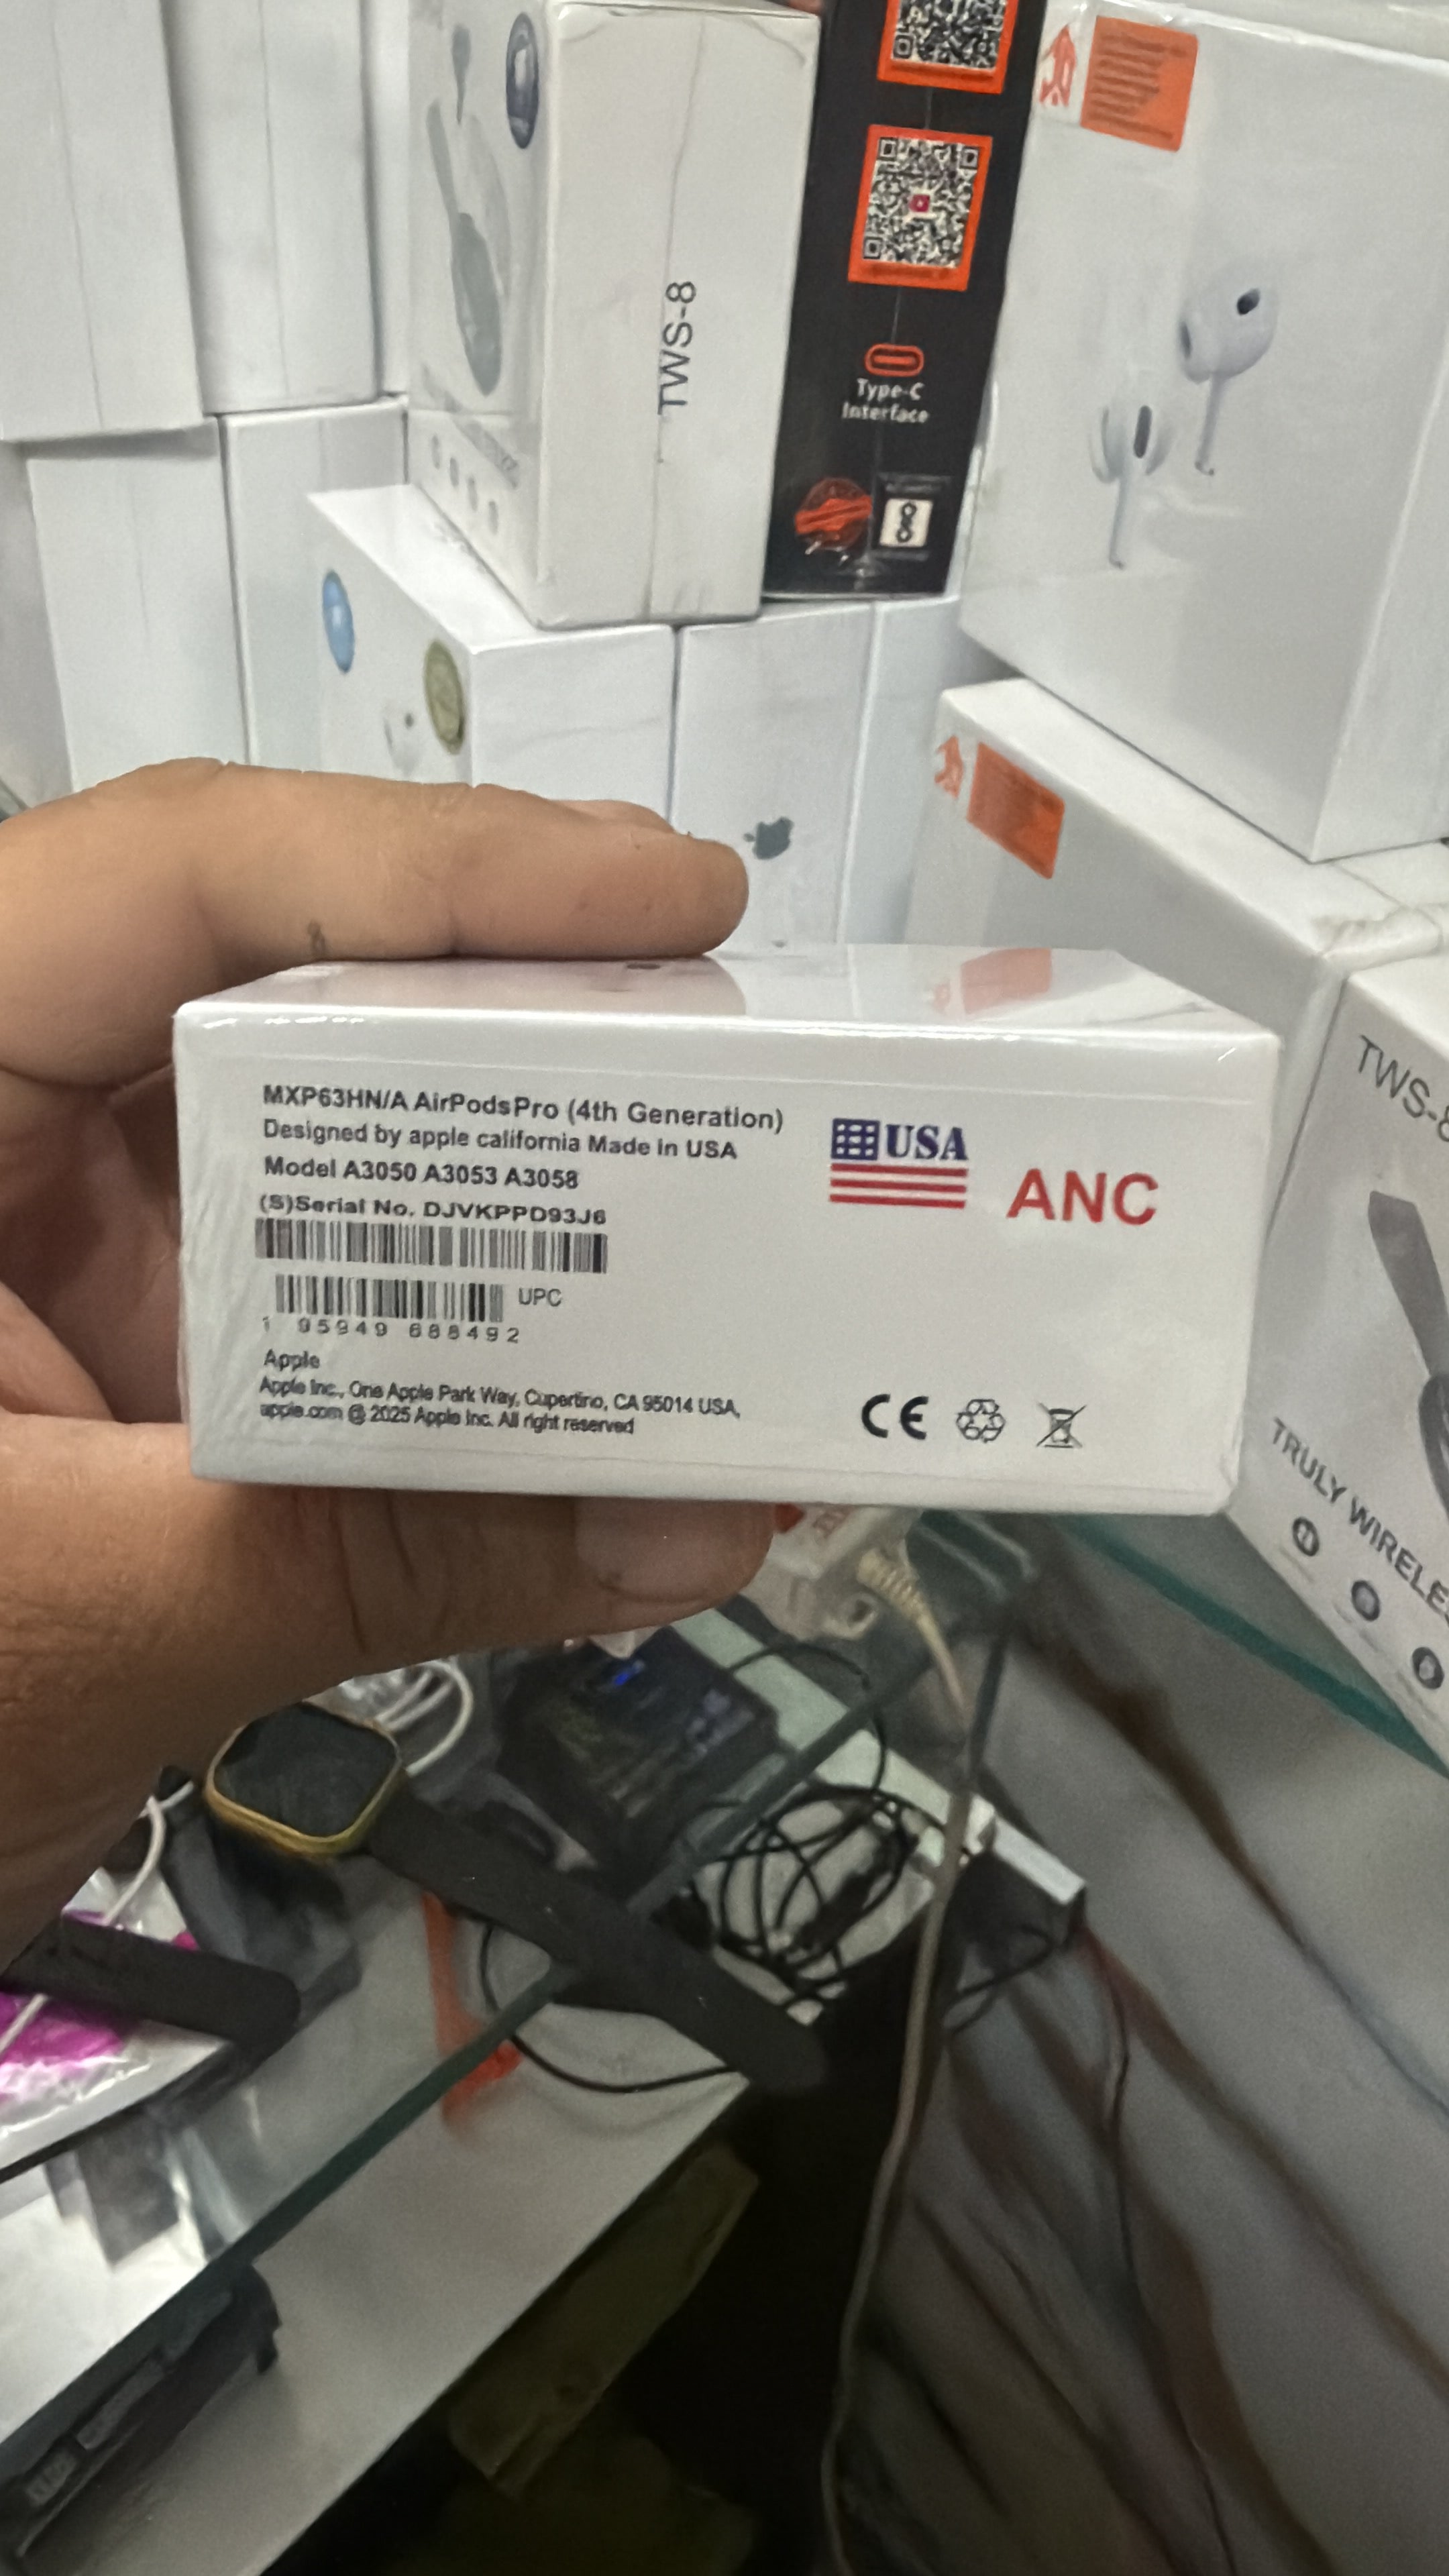 TWS-8
Type-C
Interface
MXP63HN/A AirPodsPro (4th Generation)
Designed by apple california Made in USA
Model A3050 A3053 A3058
(S)Serial No. DJVKPPD93J6
UPC
1 95949 688492
Apple
Apple Inc., One Apple Park Way, Cupertino, CA 95014 USA,
apple.com @ 2025 Apple Inc. All right reserved
USA
ANC
CE
TWS-8
TRULY WIRELE